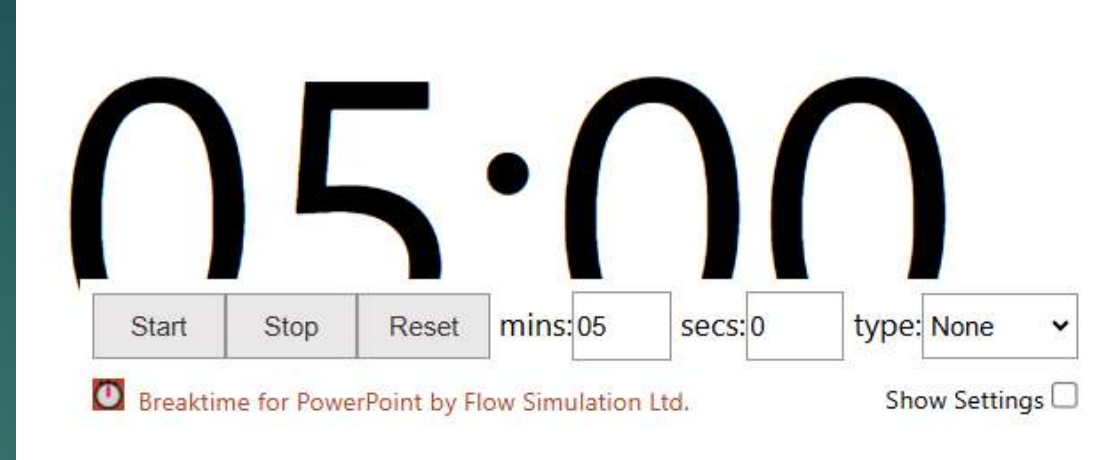 05:00
Start Stop Reset mins:05 secs:0 type: None
Breaktime for PowerPoint by Flow Simulation Ltd. Show Settings